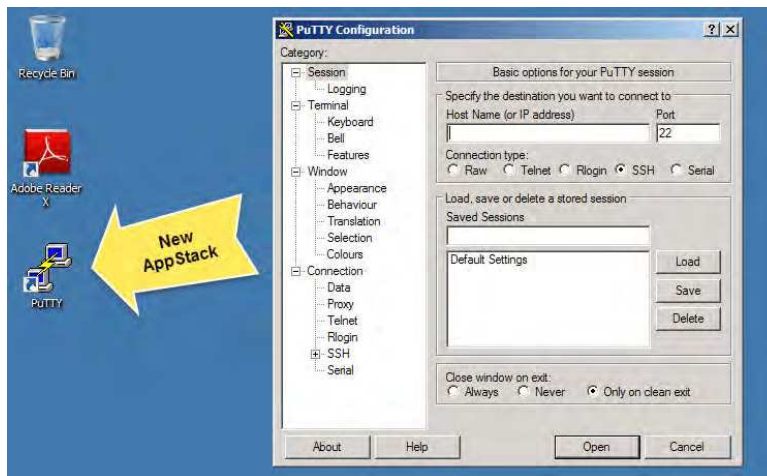 Recycle Bin
Adobe Reader
X
PuTTY
New
AppStack
PuTTY Configuration
Category:
Session
Logging
Terminal
Keyboard
Bell
Features
Window
Appearance
Behaviour
Translation
Selection
Colours
Connection
Data
Proxy
Telnet
Rlogin
SSH
Serial
Basic options for your PuTTY session
Specify the destination you want to connect to
Host Name (or IP address) Port
22
Connection type:
Raw Telnet Rlogin SSH Serial
Load, save or delete a stored session
Saved Sessions
Default Settings
Load
Save
Delete
Close window on exit:
Always Never Only on clean exit
About Help Open Cancel